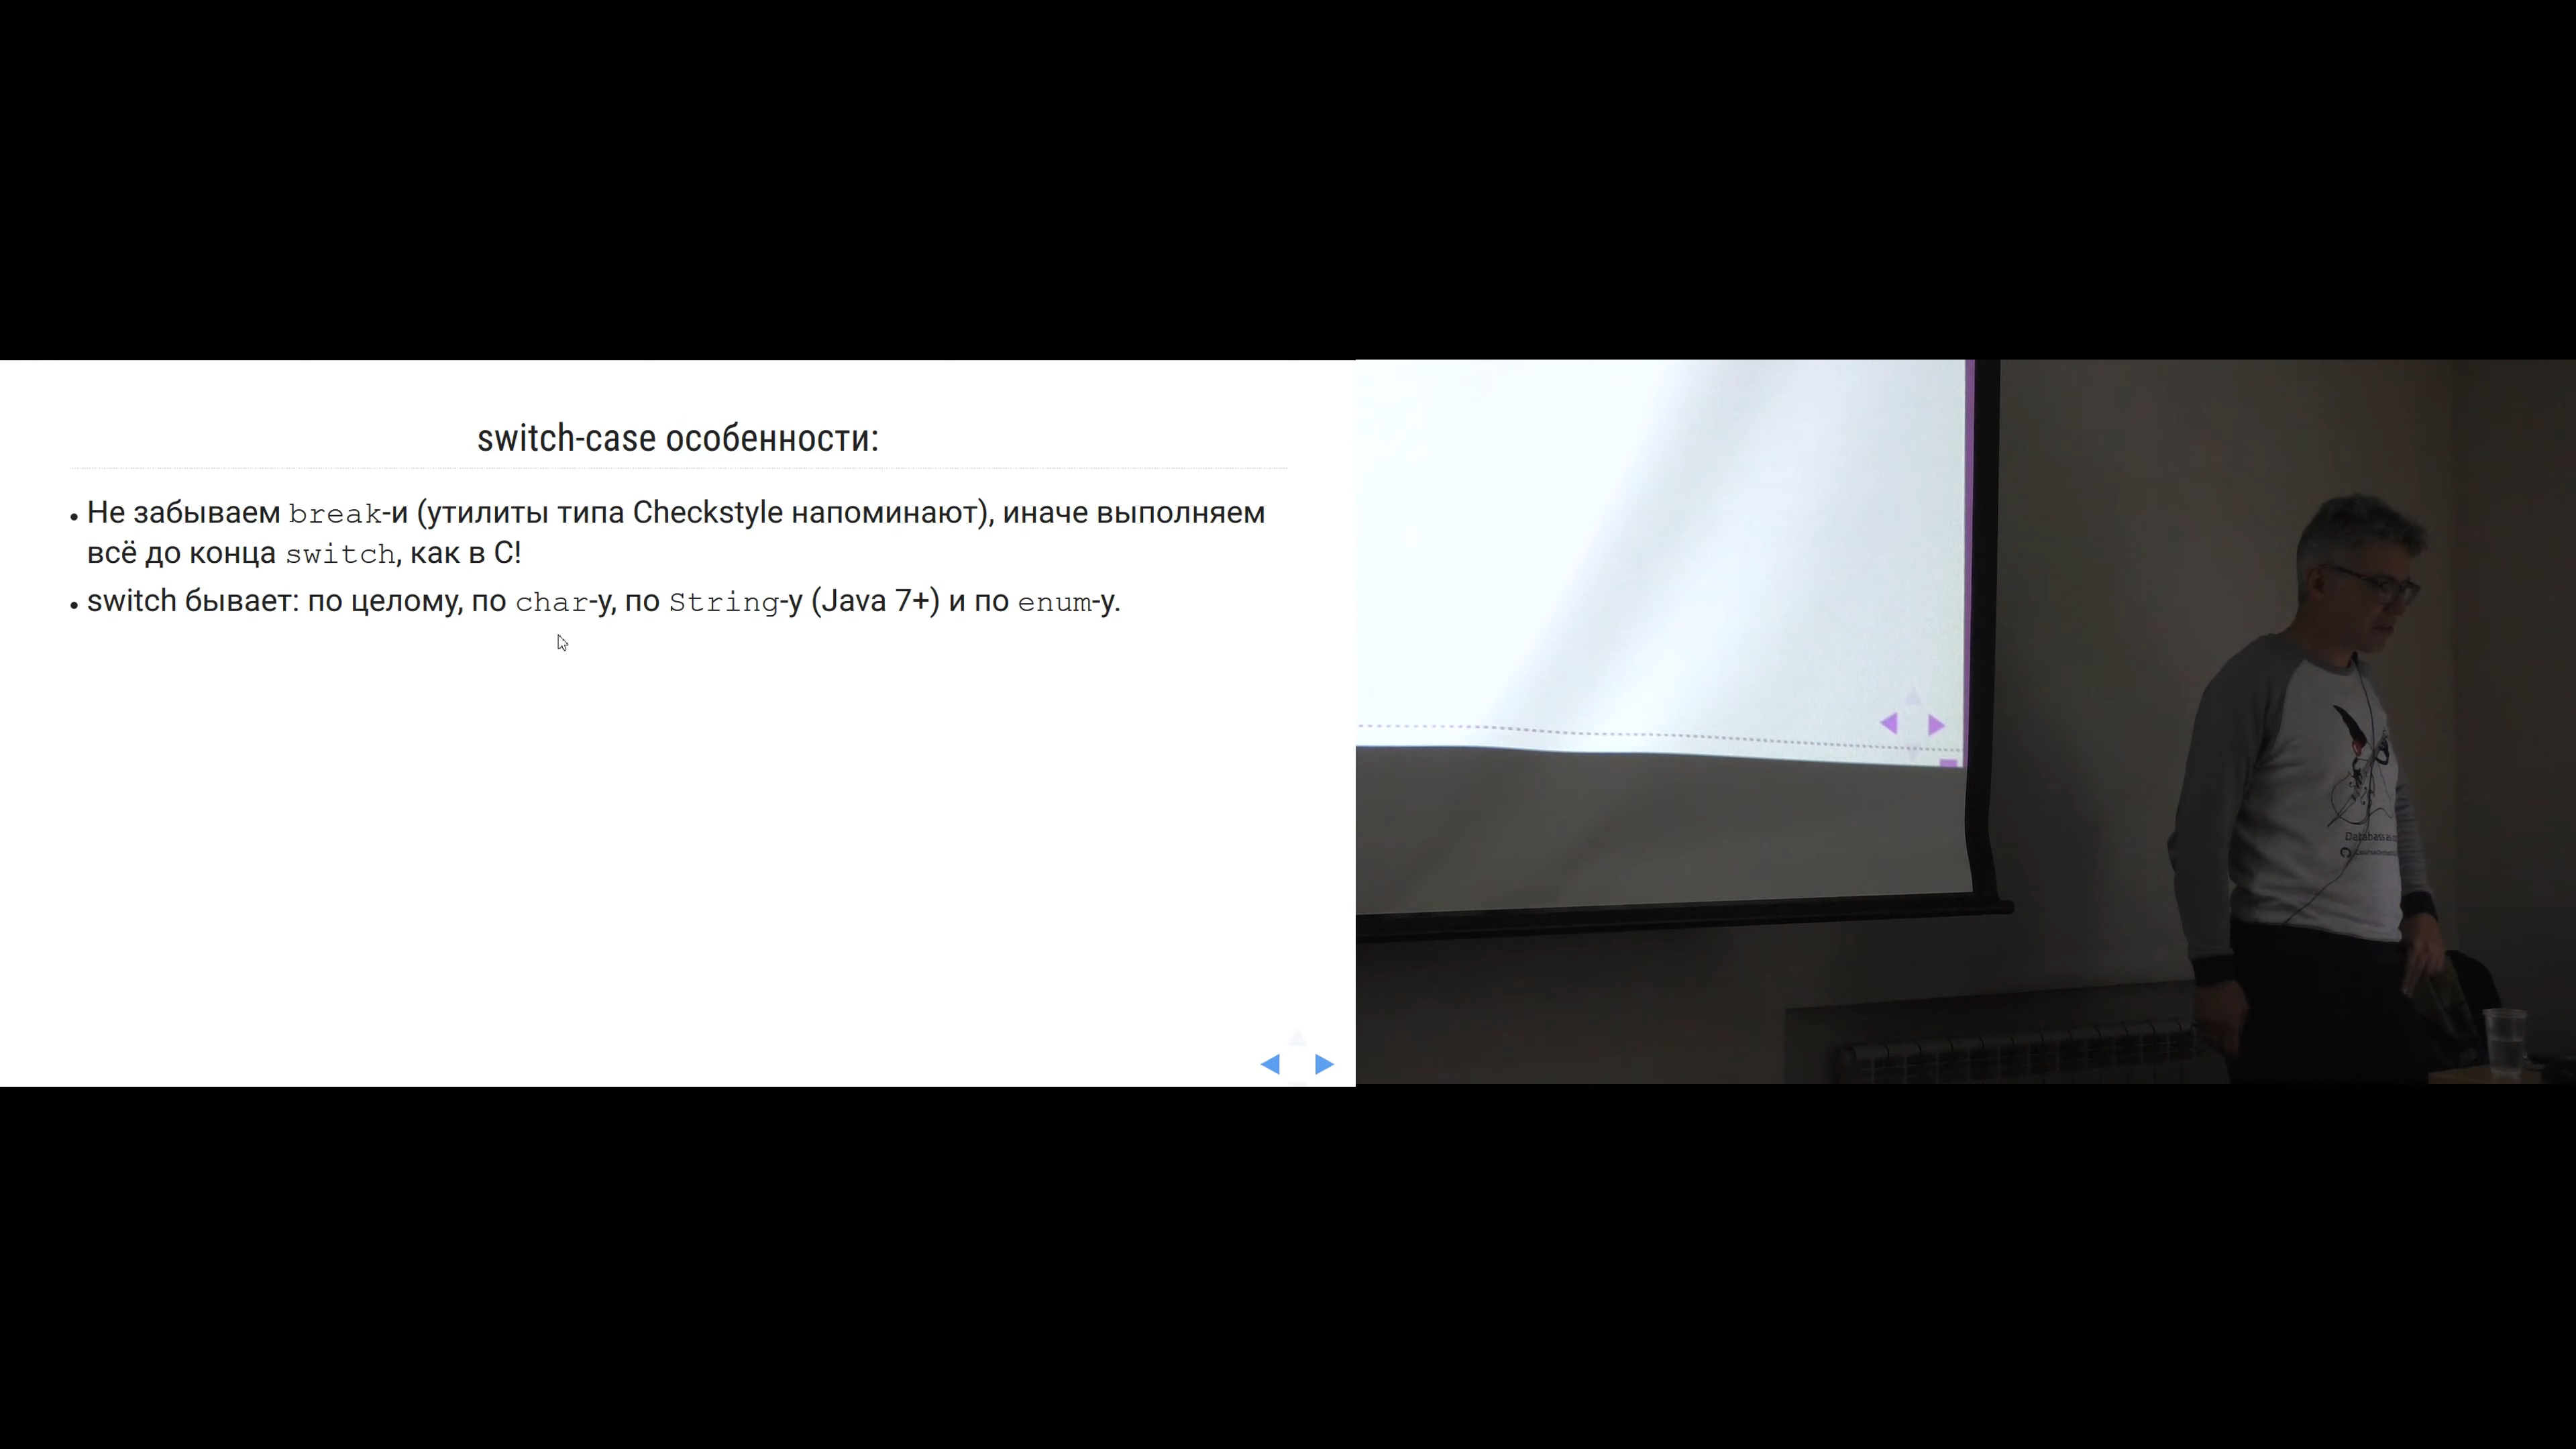 switch-case особенности:
• Не забываем break-и (утилиты типа Checkstyle напоминают), иначе выполняем
всё до конца switch, как в C!
• switch бывает: по целому, по char-у, по String-у (Java 7+) и по enum-у.